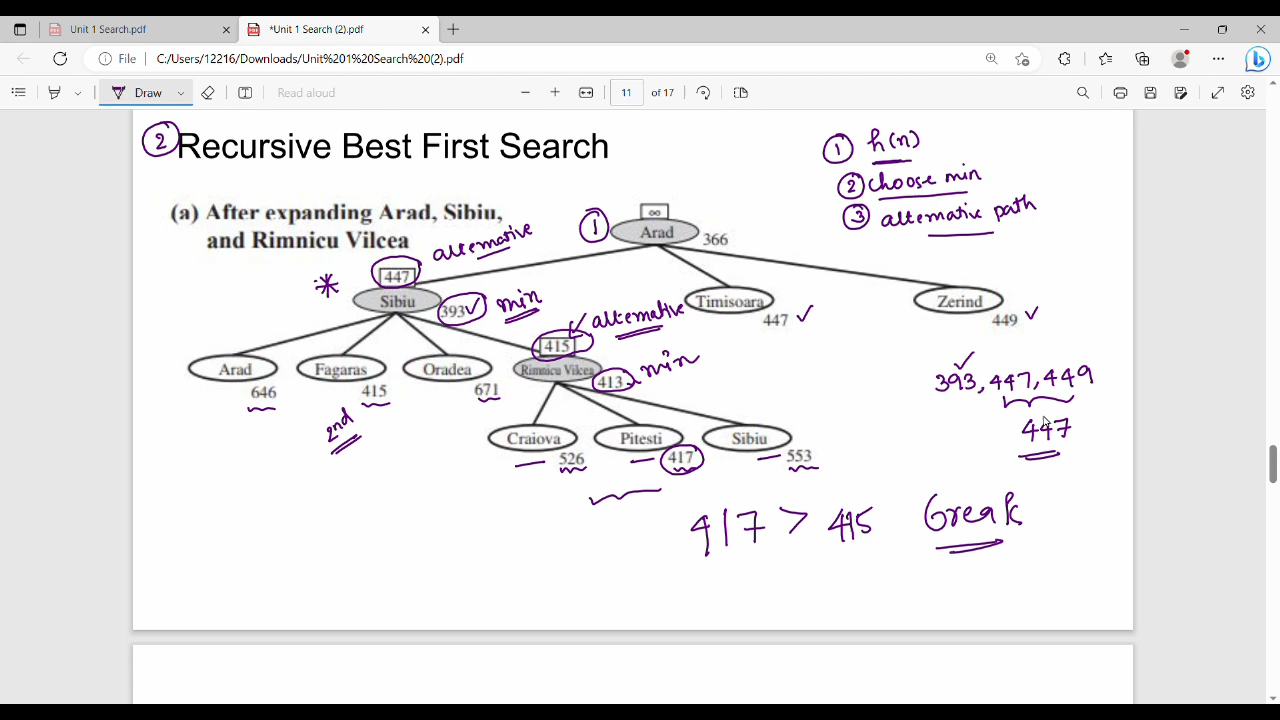 Unit 1 Search.pdf
*Unit 1 Search (2).pdf
File
C:/Users/12216/Downloads/Unit%201%20Search%20(2).pdf
Draw
Read aloud
11
of 17
② Recursive Best First Search
① h(n)
② choose min
③ alternative path
(a) After expanding Arad, Sibiu,
and Rimnicu Vilcea
alternative
①
∞
Arad
366
*
447
Sibiu
393
min
Timisoara
447
Zerind
449
415
alternative
Arad
646
Fagaras
415
Oradea
671
Rimnicu Vilcea
413
min
2nd
393, 447, 449
447
Craiova
526
Pitesti
417
Sibiu
553
417 > 415 break